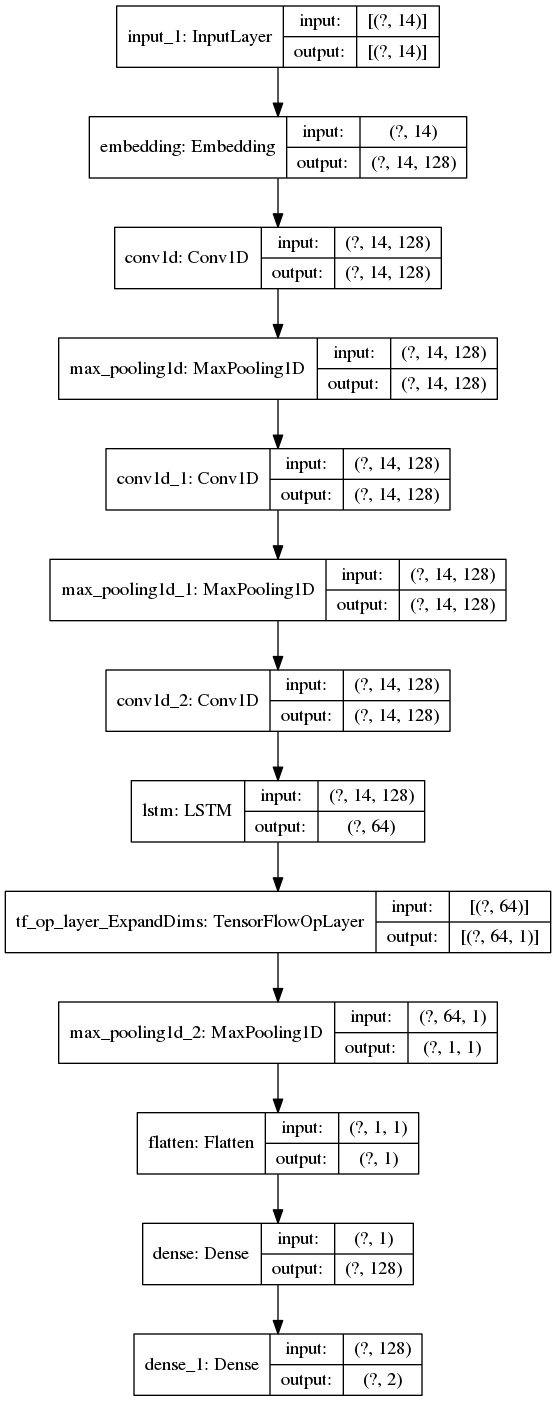 input_1: InputLayer
input: [(?, 14)]
output: [(?, 14)]
embedding: Embedding
input: (?, 14)
output: (?, 14, 128)
conv1d: Conv1D
input: (?, 14, 128)
output: (?, 14, 128)
max_pooling1d: MaxPooling1D
input: (?, 14, 128)
output: (?, 14, 128)
conv1d_1: Conv1D
input: (?, 14, 128)
output: (?, 14, 128)
max_pooling1d_1: MaxPooling1D
input: (?, 14, 128)
output: (?, 14, 128)
conv1d_2: Conv1D
input: (?, 14, 128)
output: (?, 14, 128)
lstm: LSTM
input: (?, 14, 128)
output: (?, 64)
tf_op_layer_ExpandDims: TensorFlowOpLayer
input: [(?, 64)]
output: [(?, 64, 1)]
max_pooling1d_2: MaxPooling1D
input: (?, 64, 1)
output: (?, 1, 1)
flatten: Flatten
input: (?, 1, 1)
output: (?, 1)
dense: Dense
input: (?, 1)
output: (?, 128)
dense_1: Dense
input: (?, 128)
output: (?, 2)